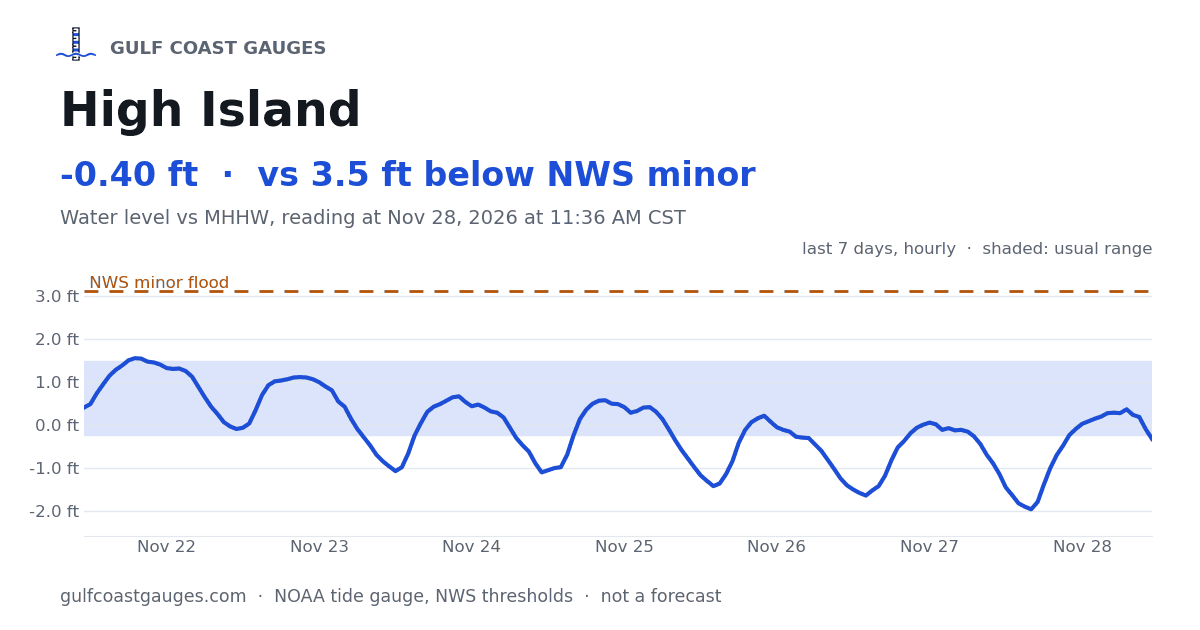 GULF COAST GAUGES
High Island
-0.40 ft · vs 3.5 ft below NWS minor
Water level vs MHHW, reading at Nov 28, 2026 at 11:36 AM CST
last 7 days, hourly · shaded: usual range
NWS minor flood
3.0 ft
2.0 ft
1.0 ft
0.0 ft
-1.0 ft
-2.0 ft
Nov 22 Nov 23 Nov 24 Nov 25 Nov 26 Nov 27 Nov 28
gulfcoastgauges.com · NOAA tide gauge, NWS thresholds · not a forecast